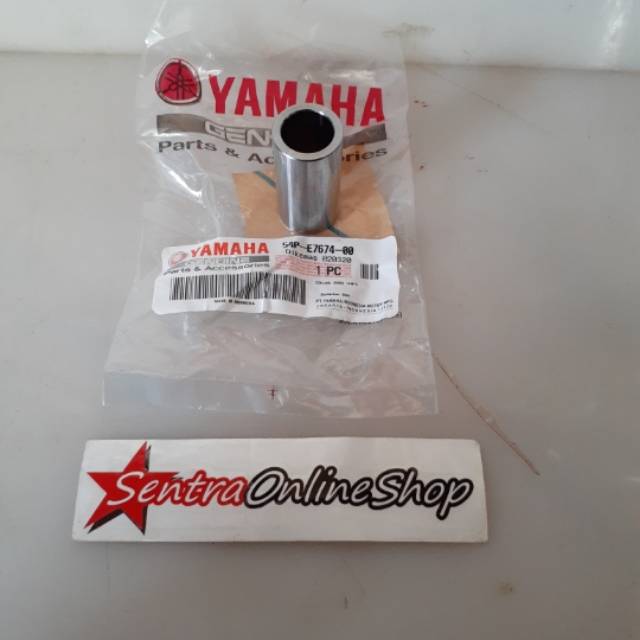 YAMAHA
GENUINE
Parts & Accessories
YAMAHA
GENUINE
Parts & Accessories
54P-E7674-00
1 PC
SentraOnlineShop